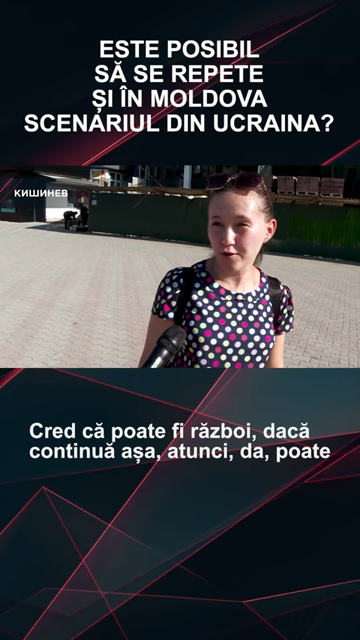 ESTE POSIBIL
SĂ SE REPETE
ȘI ÎN MOLDOVA
SCENARIUL DIN UCRAINA?
КИШИНЕВ
Cred că poate fi război, dacă
continuă așa, atunci, da, poate